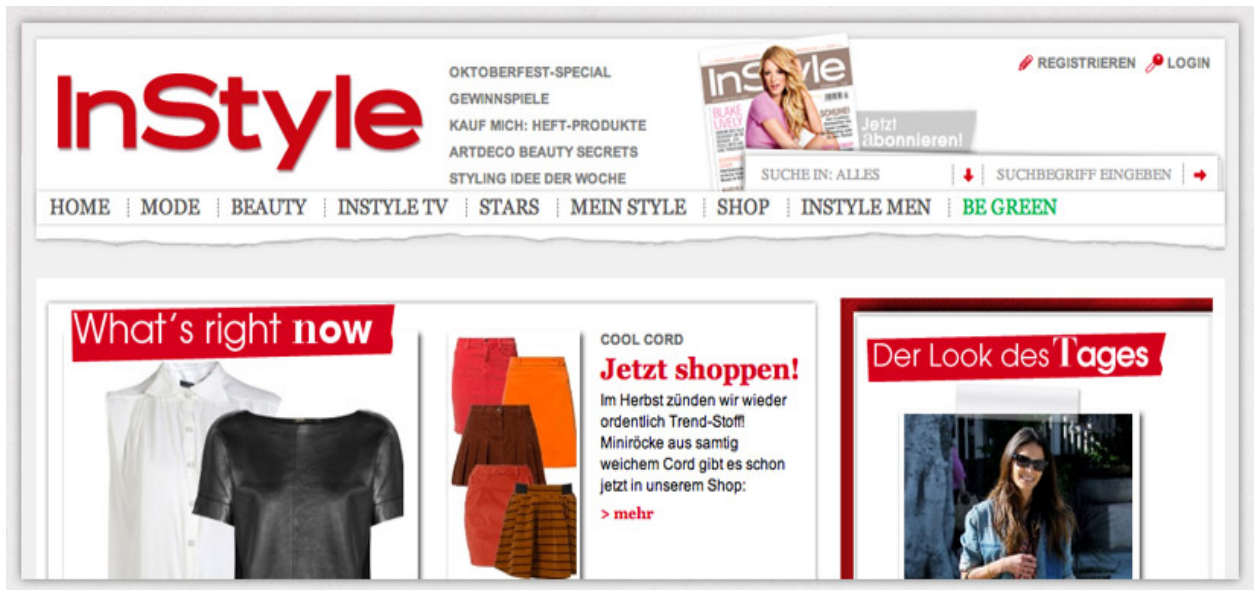 InStyle
OKTOBERFEST-SPECIAL
GEWINNSPIELE
KAUF MICH: HEFT-PRODUKTE
ARTDECO BEAUTY SECRETS
STYLING IDEE DER WOCHE
InStyle
BLAKE
LIVELY
Jetzt
abonnieren!
REGISTRIEREN
LOGIN
SUCHE IN: ALLES
SUCHBEGRIFF EINGEBEN
HOME
MODE
BEAUTY
INSTYLE TV
STARS
MEIN STYLE
SHOP
INSTYLE MEN
BE GREEN
What's right now
COOL CORD
Jetzt shoppen!
Im Herbst zünden wir wieder
ordentlich Trend-Stoff!
Miniröcke aus samtig
weichem Cord gibt es schon
jetzt in unserem Shop:
> mehr
Der Look des Tages